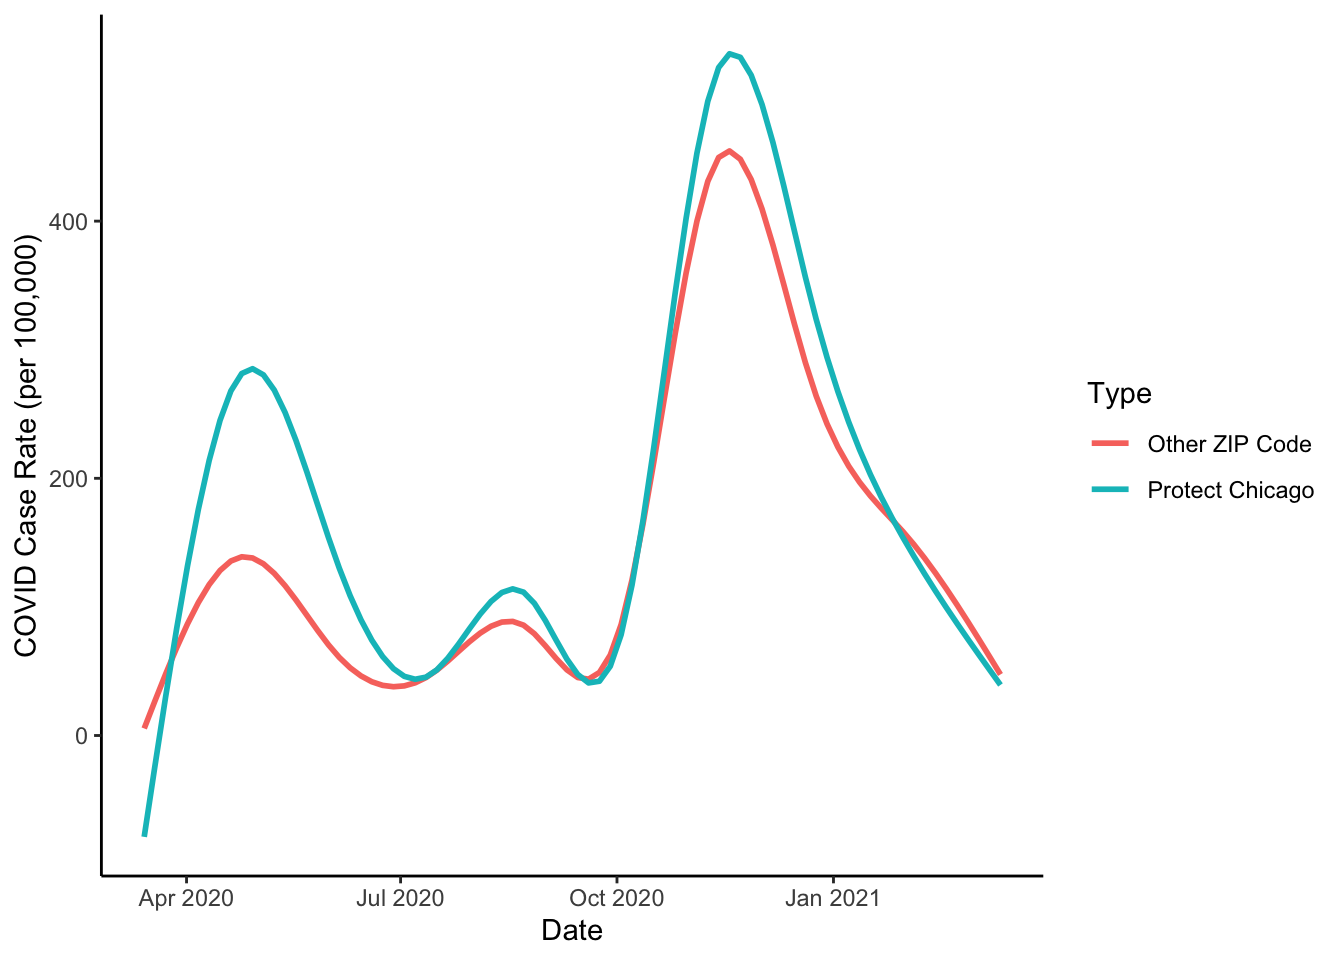 COVID Case Rate (per 100,000)
400
200
0
Apr 2020
Jul 2020
Oct 2020
Jan 2021
Date
Type
Other ZIP Code
Protect Chicago